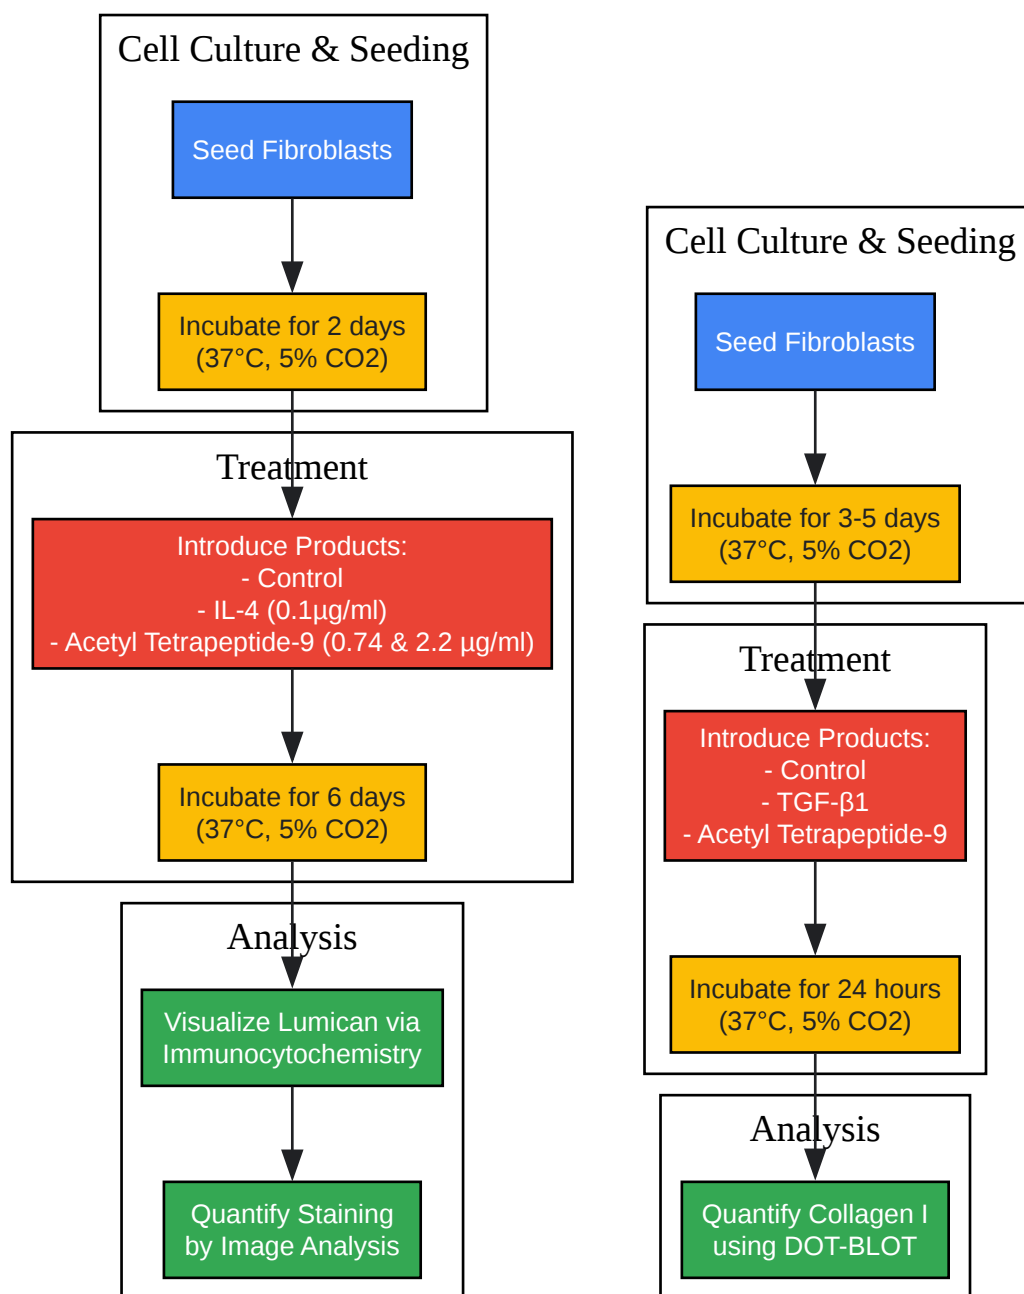 Cell Culture & Seeding
Seed Fibroblasts
Incubate for 2 days
(37°C, 5% CO2)
Treatment
Introduce Products:
- Control
- IL-4 (0.1µg/ml)
- Acetyl Tetrapeptide-9 (0.74 & 2.2 µg/ml)
Incubate for 6 days
(37°C, 5% CO2)
Analysis
Visualize Lumican via
Immunocytochemistry
Quantify Staining
by Image Analysis
Cell Culture & Seeding
Seed Fibroblasts
Incubate for 3-5 days
(37°C, 5% CO2)
Treatment
Introduce Products:
- Control
- TGF-β1
- Acetyl Tetrapeptide-9
Incubate for 24 hours
(37°C, 5% CO2)
Analysis
Quantify Collagen I
using DOT-BLOT